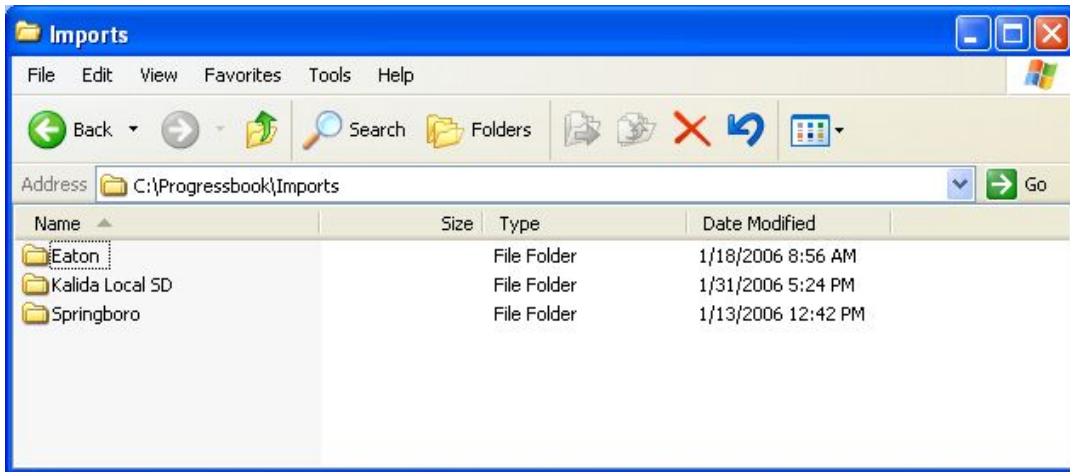 Imports
File Edit View Favorites Tools Help
Back Search Folders
Address C:\Progressbook\Imports Go
Name Size Type Date Modified
Eaton File Folder 1/18/2006 8:56 AM
Kalida Local SD File Folder 1/31/2006 5:24 PM
Springboro File Folder 1/13/2006 12:42 PM